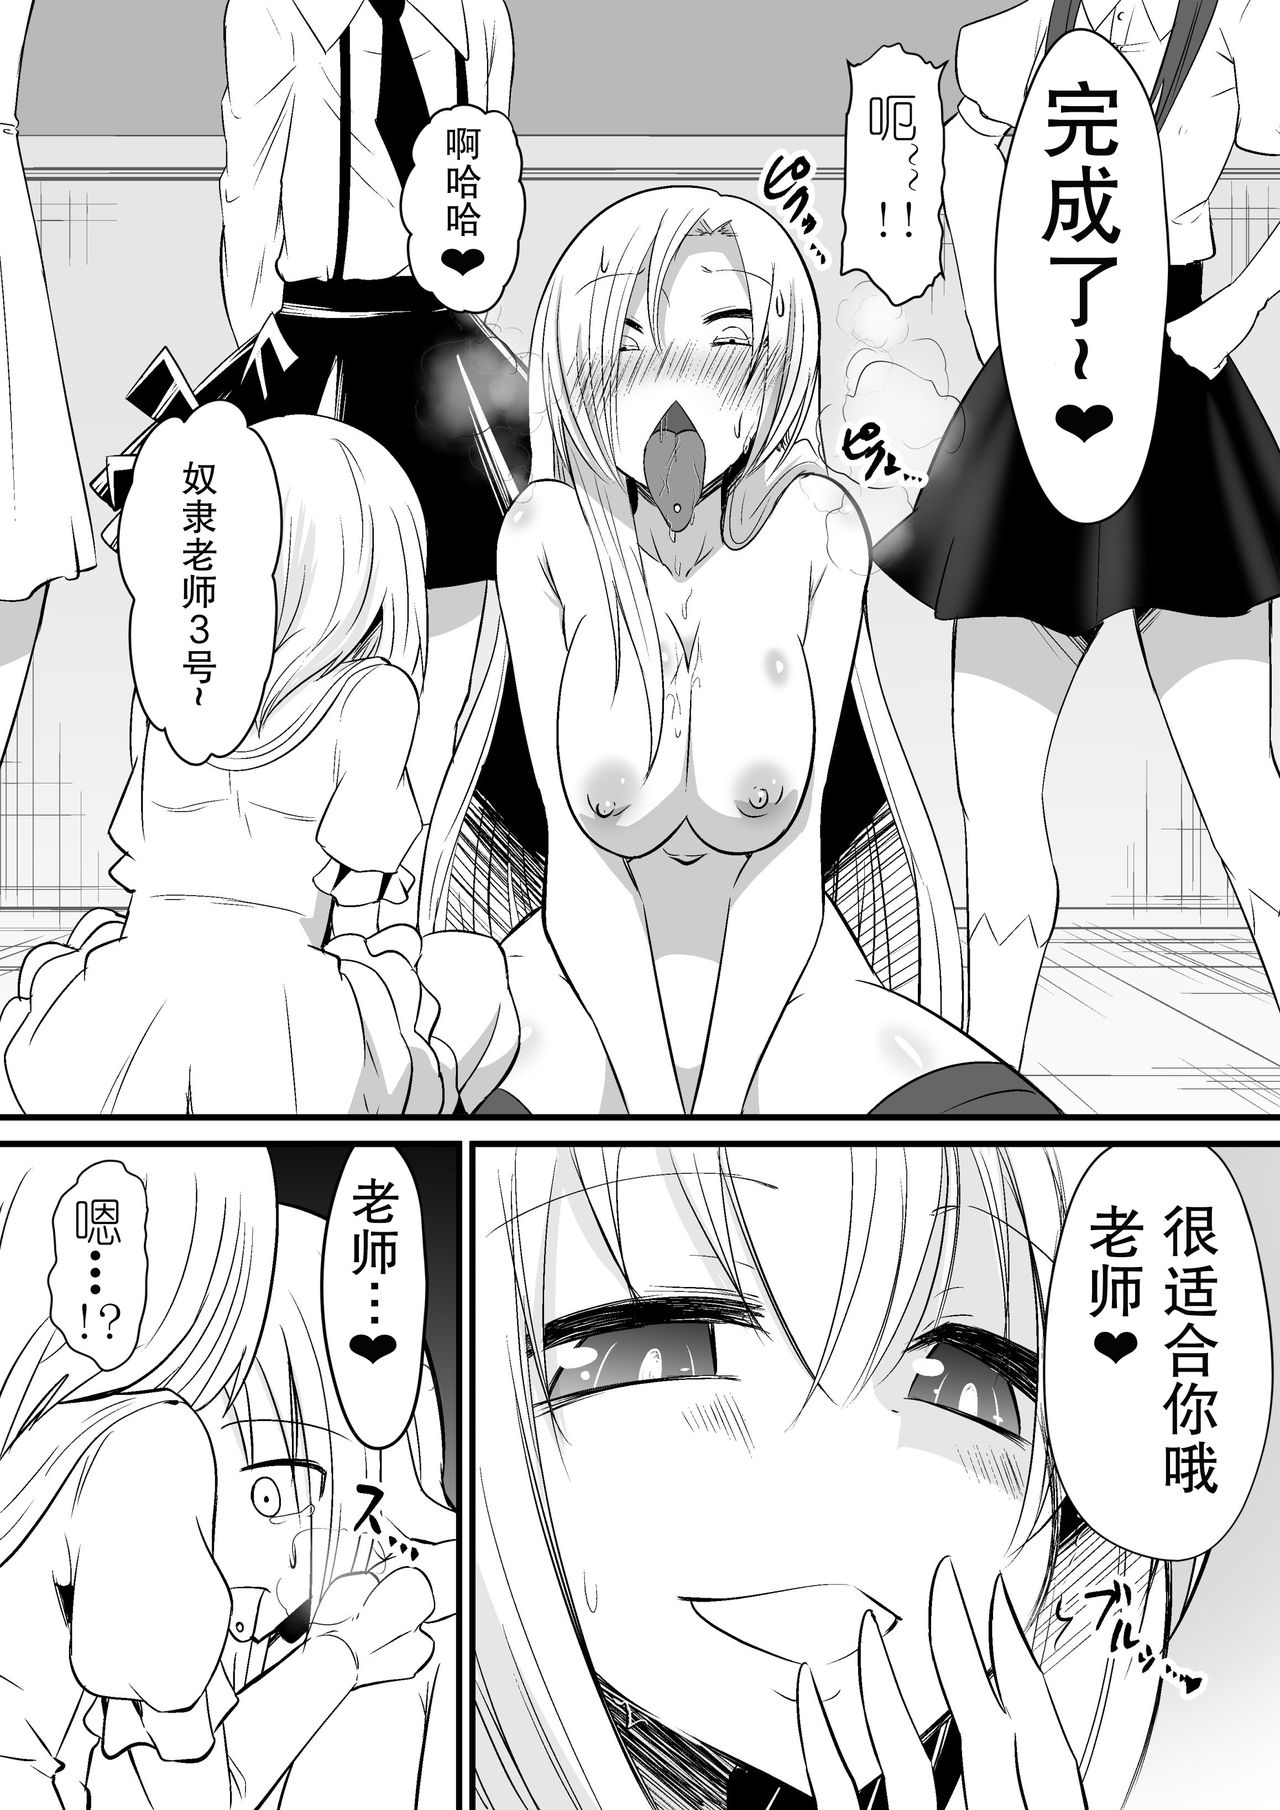 完成了~♥
呃~~!!
啊哈哈♥
ピクッ…
ピクン…
奴隶老师3号~
很适合你哦
老师♥
ゾルッ…♥
老师…♥
嗯…!?
ス…